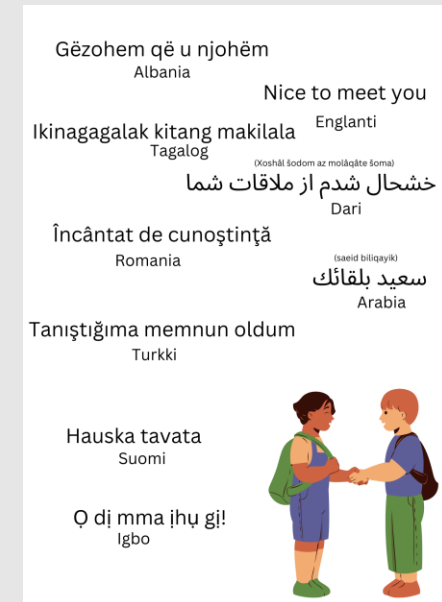 Gëzohem që u njohëm
Albania
Nice to meet you
Englanti
Ikinagagalak kitang makilala
Tagalog
(Xoshâl šodom az molâqâte šoma)
خشحال شدم از ملاقات شما
Dari
Încântat de cunoștință
Romania
(saeid biliqayik)
سعيد بلقائك
Arabia
Tanıştığıma memnun oldum
Turkki
Hauska tavata
Suomi
Ọ dị mma ịhụ gị!
Igbo